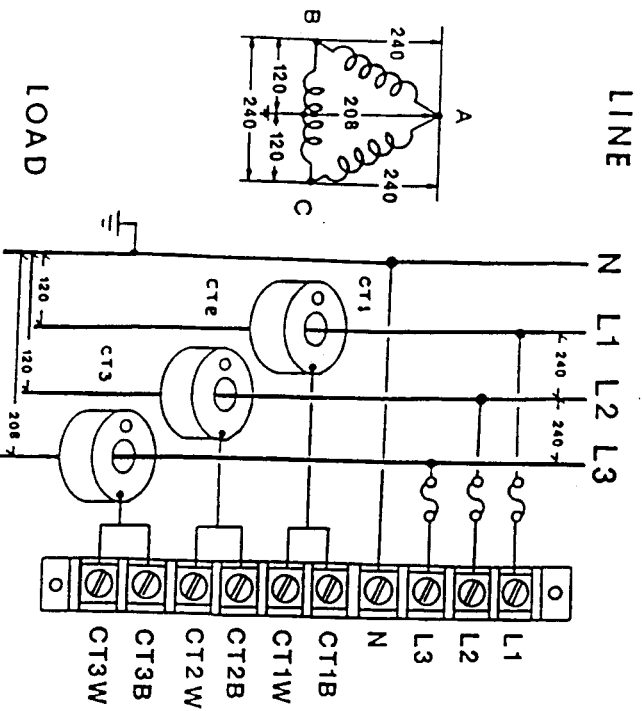 LINE
B
240
A
120
240
120
208
240
C
LOAD
N
L1
L2
L3
240
240
CT1
CT2
CT3
120
120
208
L1
L2
L3
N
CT1B
CT1W
CT2B
CT2W
CT3B
CT3W